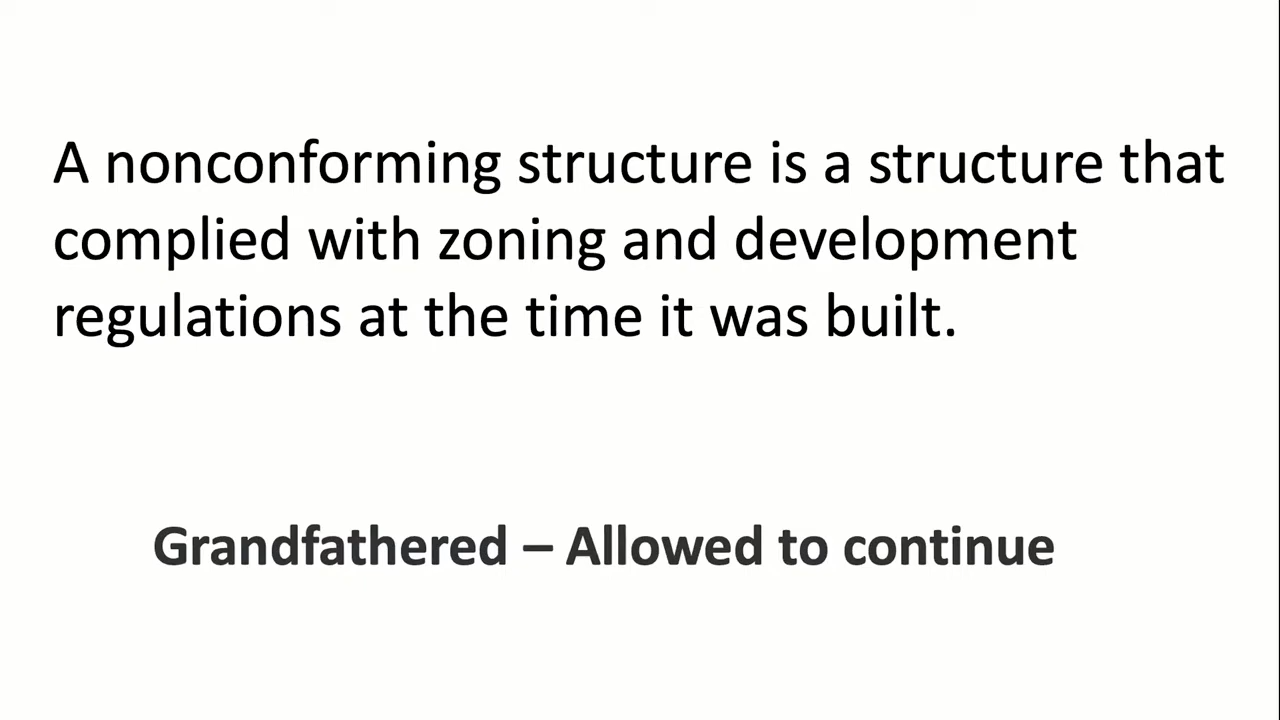 A nonconforming structure is a structure that
complied with zoning and development
regulations at the time it was built.
Grandfathered – Allowed to continue